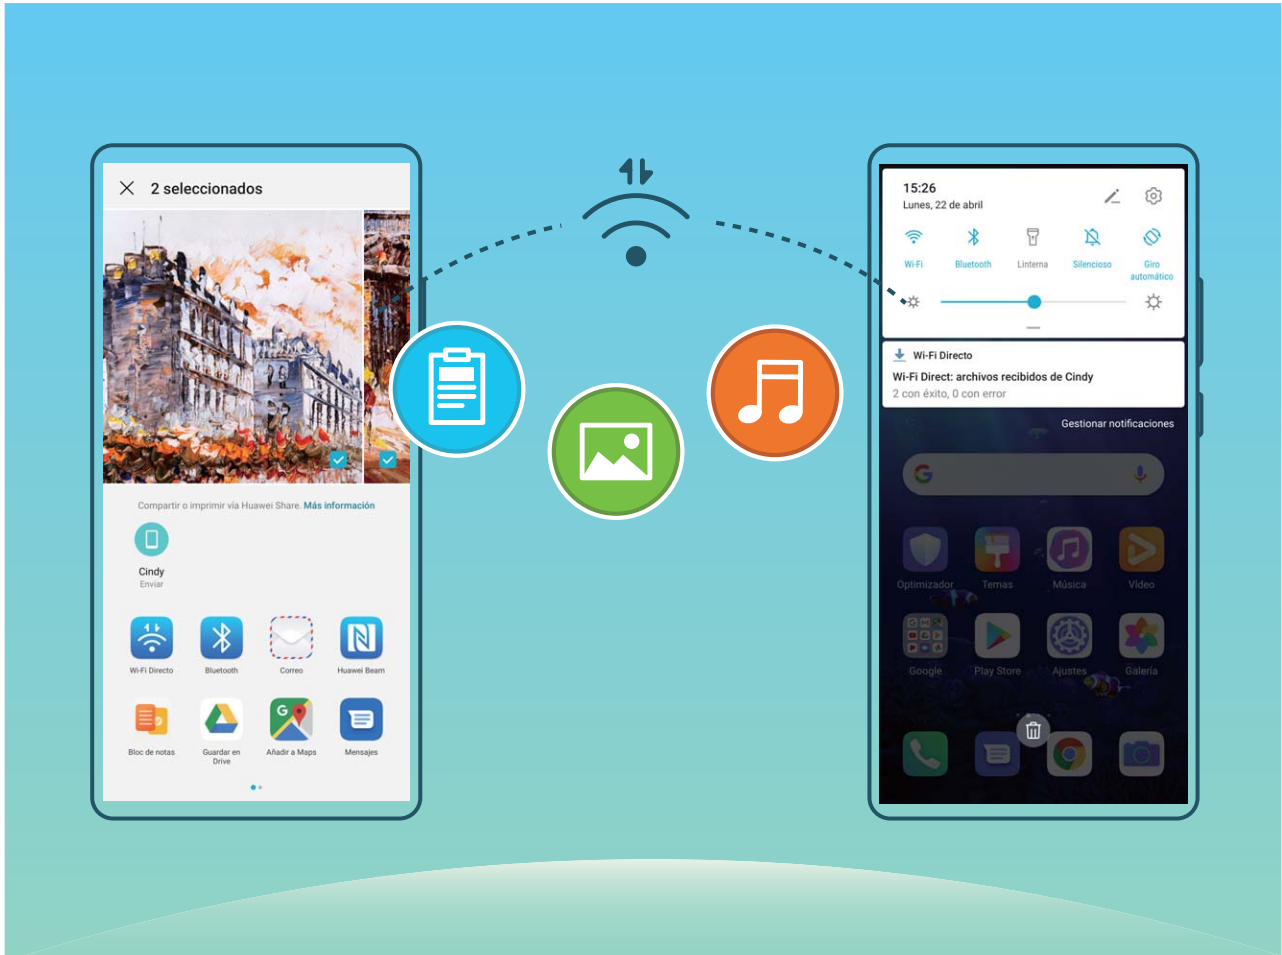 2 seleccionados
Compartir o imprimir vía Huawei Share. Más información
Cindy
Enviar
Wi-Fi Directo
Bluetooth
Correo
Huawei Beam
Bloc de notas
Guardar en
Drive
Añadir a Maps
Mensajes
15:26
Lunes, 22 de abril
Wi-Fi
Bluetooth
Linterna
Silencioso
Giro
automático
Wi-Fi Directo
Wi-Fi Direct: archivos recibidos de Cindy
2 con éxito, 0 con error
Gestionar notificaciones
Optimizador
Temas
Música
Vídeo
Google
Play Store
Ajustes
Galería